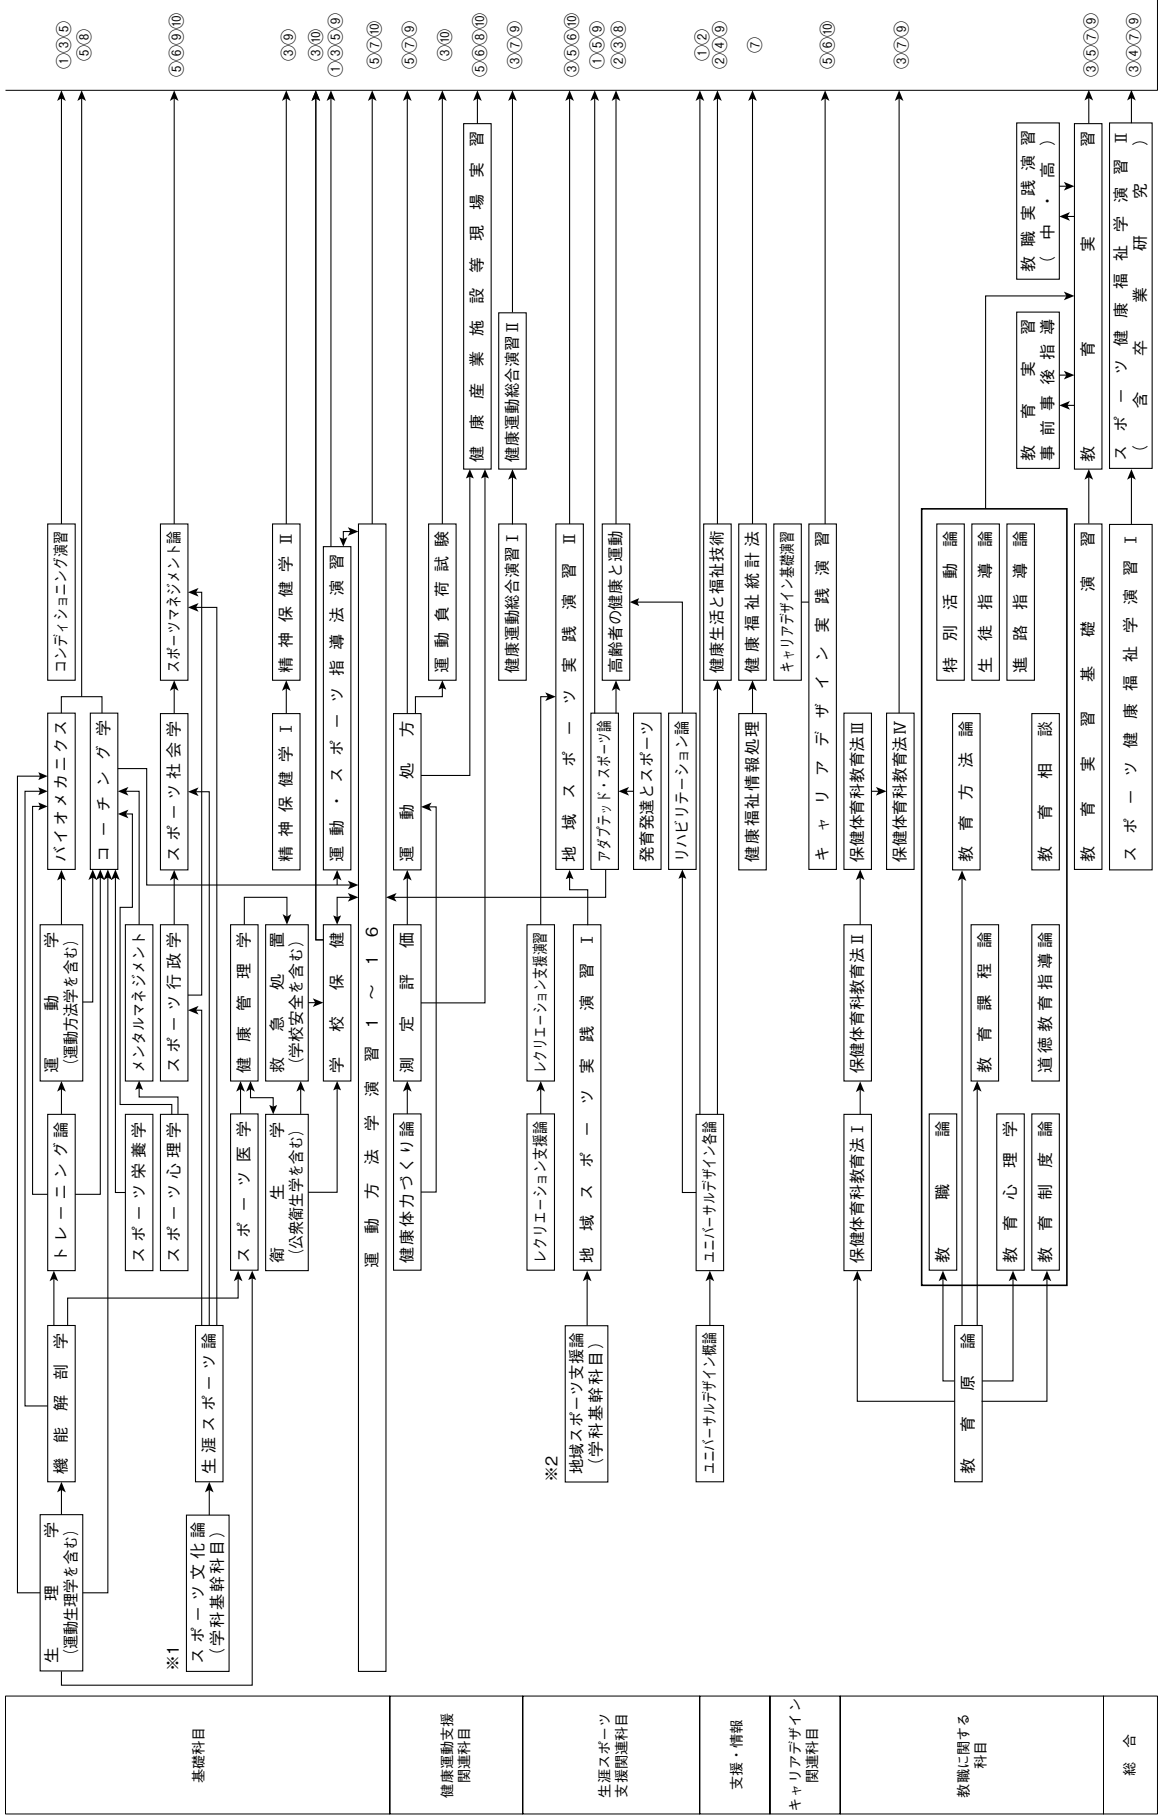 基礎科目
生理学
(運動生理学を含む)
※1
スポーツ文化論
(学科基幹科目)
機能解剖学
生涯スポーツ論
トレーニング論
スポーツ栄養学
スポーツ心理学
スポーツ医学
衛生学
(公衆衛生学を含む)
運動学
(運動方法学を含む)
メンタルマネジメント
スポーツ行政学
健康管理学
救急処置
(学校安全を含む)
学校保健
バイオメカニクス
コーチング学
スポーツ社会学
精神保健学Ⅰ
運動・スポーツ指導法演習
コンディショニング演習
スポーツマネジメント論
精神保健学Ⅱ
運動方法学演習1～16
①③⑤
⑤⑧
⑤⑥⑨⑩
③⑨
③⑩
①③⑤⑨
⑤⑦⑩
健康運動支援
関連科目
健康体力づくり論
測定評価
運動処方
運動負荷試験
健康産業施設等現場実習
健康運動総合演習Ⅰ
健康運動総合演習Ⅱ
⑤⑦⑨
③⑩
⑤⑥⑧⑩
③⑦⑨
生涯スポーツ
支援関連科目
※2
地域スポーツ支援論
(学科基幹科目)
レクリエーション支援論
レクリエーション支援演習
地域スポーツ実践演習Ⅰ
地域スポーツ実践演習Ⅱ
アダプテッド・スポーツ論
発育発達とスポーツ
リハビリテーション論
高齢者の健康と運動
③⑤⑥⑩
①⑤⑨
②③⑧
支援・情報
ユニバーサルデザイン概論
ユニバーサルデザイン各論
健康生活と福祉技術
健康福祉情報処理
健康福祉統計法
①②
②④⑨
⑦
キャリアデザイン
関連科目
キャリアデザイン基礎演習
キャリアデザイン実践演習
⑤⑥⑩
教職に関する
科目
保健体育科教育法Ⅰ
保健体育科教育法Ⅱ
保健体育科教育法Ⅲ
保健体育科教育法Ⅳ
③⑦⑨
教育原論
教職論
教育心理学
教育制度論
教育課程論
道徳教育指導論
教育方法論
教育相談
特別活動論
生徒指導論
進路指導論
教育実習基礎演習
教育実習
事前事後指導
教職実践演習
(中・高)
教育実習
③⑤⑦⑨
総合
スポーツ健康福祉学演習Ⅰ
スポーツ健康福祉学演習Ⅱ
(含卒業研究)
③④⑦⑨